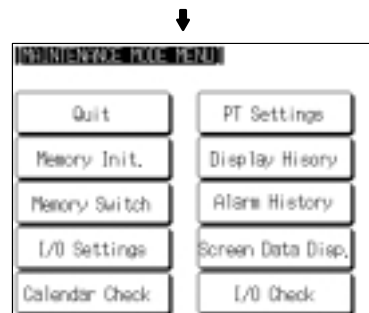 [MAINTENANCE MODE MENU]
Quit
PT Settings
Memory Init.
Display Hisory
Memory Switch
Alarm History
I/O Settings
Screen Data Disp.
Calendar Check
I/O Check